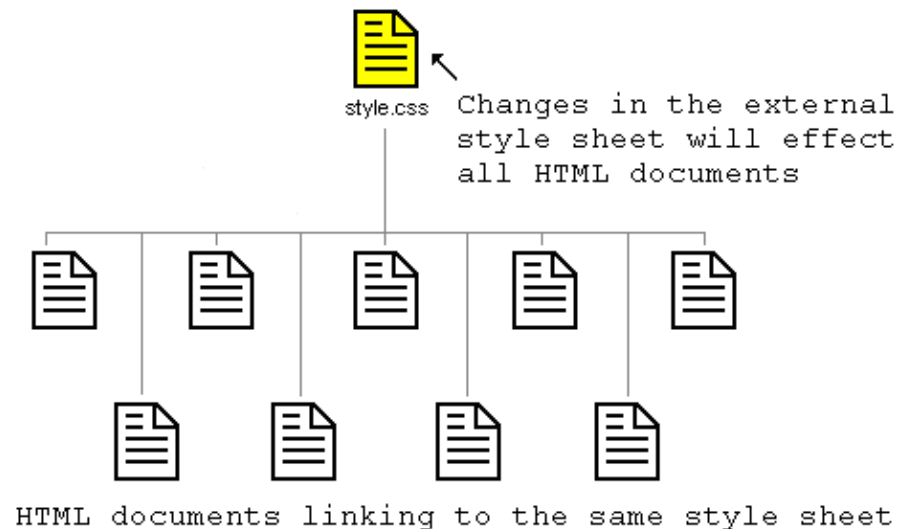 style.css
Changes in the external
style sheet will effect
all HTML documents
HTML documents linking to the same style sheet